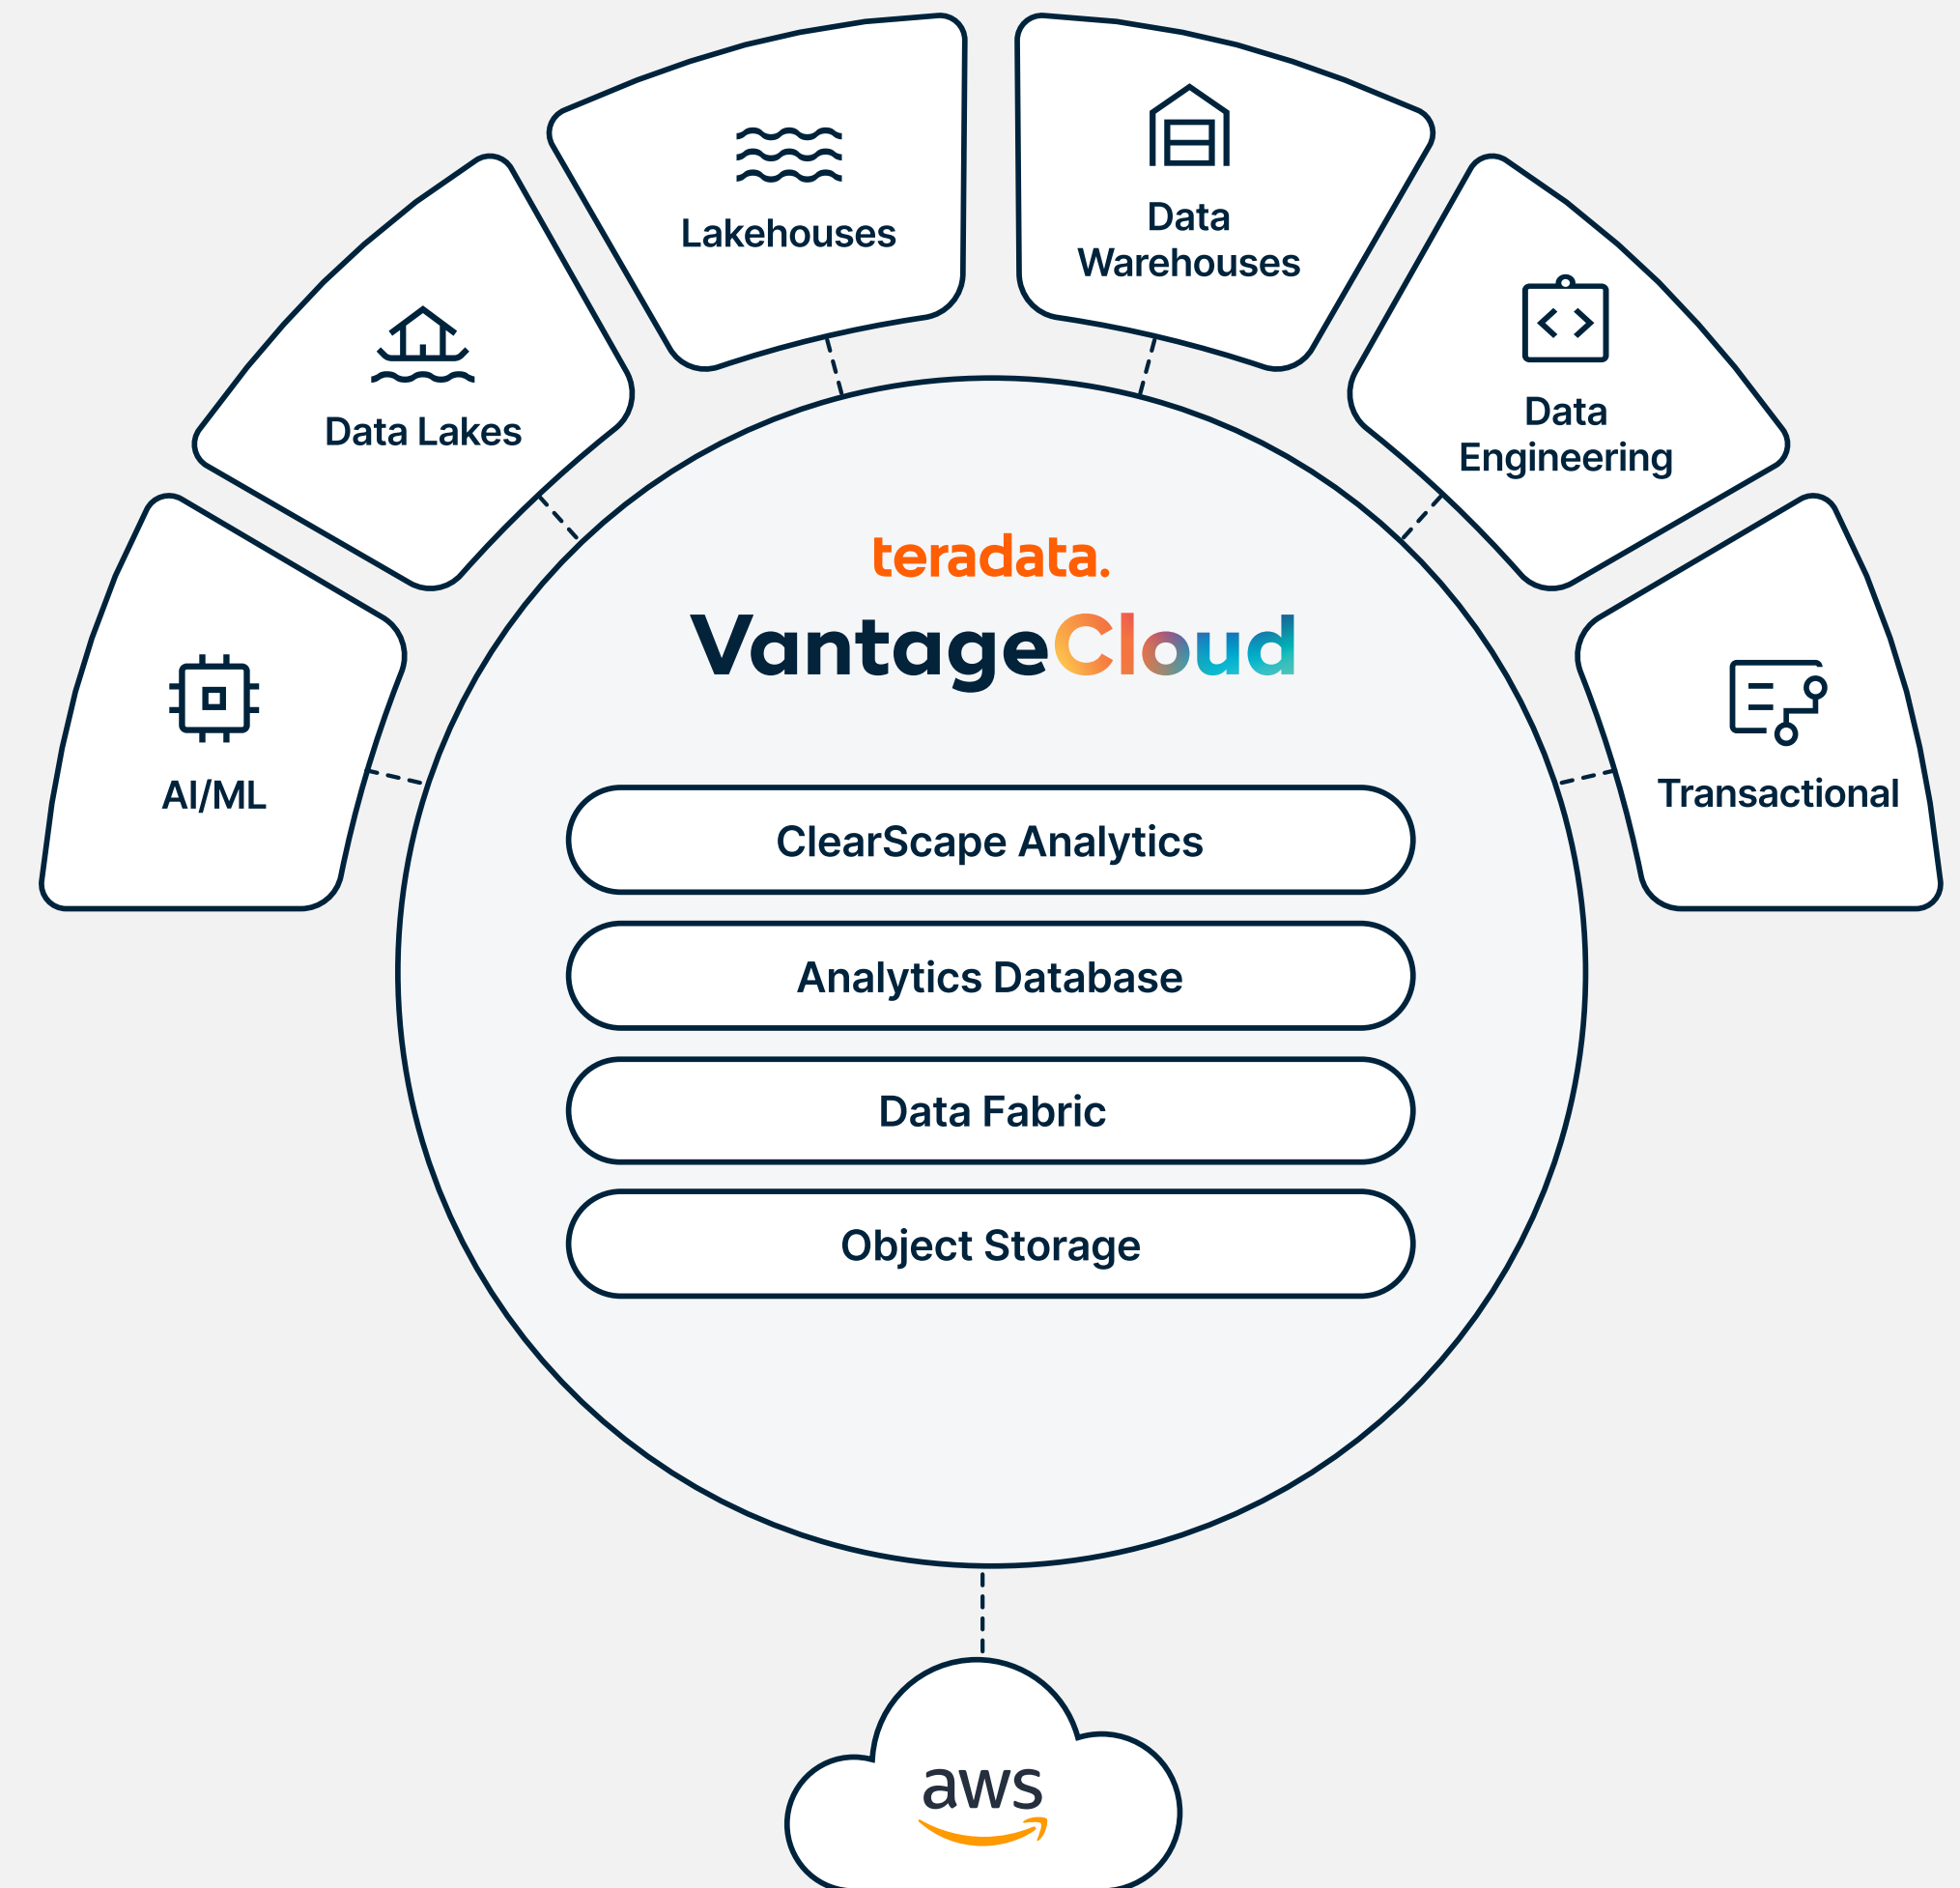 Lakehouses
Data
Warehouses
Data Lakes
Data
Engineering
AI/ML
Transactional
teradata.
VantageCloud
ClearScape Analytics
Analytics Database
Data Fabric
Object Storage
aws